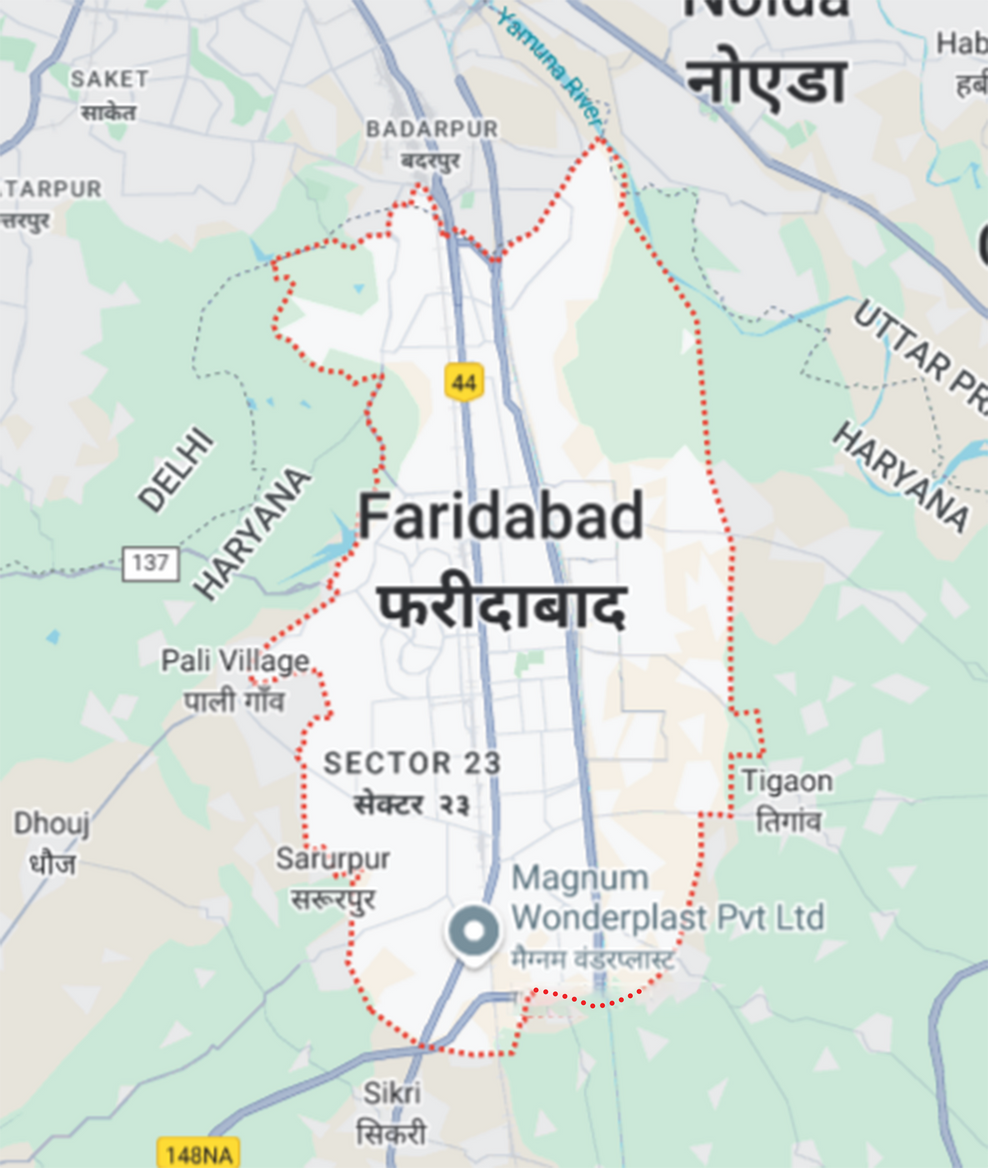 Noida
नोएडा
Yamuna River
SAKET
साकेत
BADARPUR
बदरपुर
TARPUR
त्तरपुर
Hab
हबी
UTTAR PRA
HARYANA
44
DELHI
HARYANA
137
Faridabad
फरीदाबाद
Pali Village
पाली गाँव
SECTOR 23
सेक्टर २३
Tigaon
तिगांव
Dhouj
धौज
Sarurpur
सरूरपुर
Magnum
Wonderplast Pvt Ltd
मैग्नम वंडरप्लास्ट
Sikri
सिकरी
148NA